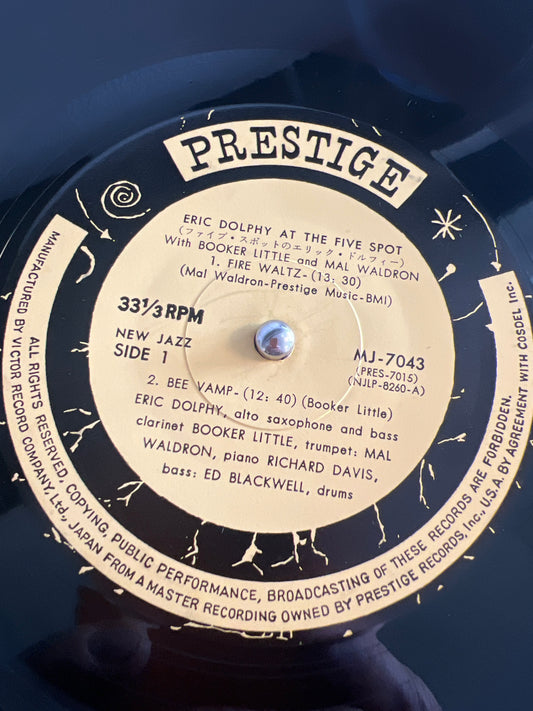 PRESTIGE
ERIC DOLPHY AT THE FIVE SPOT
(ファイブ・スポットのエリック・ドルフィー)
With BOOKER LITTLE and MAL WALDRON
1. FIRE WALTZ-(13: 30)
(Mal Waldron-Prestige Music-BMI)
33 1/3 RPM
NEW JAZZ
SIDE 1
MJ-7043
(PRES-7015)
(NJLP-8260-A)
2. BEE VAMP-(12: 40) (Booker Little)
ERIC DOLPHY, alto saxophone and bass
clarinet BOOKER LITTLE, trumpet: MAL
WALDRON, piano RICHARD DAVIS,
bass: ED BLACKWELL, drums
ALL RIGHTS RESERVED, COPYING, PUBLIC PERFORMANCE, BROADCASTING OF THESE RECORDS ARE FORBIDDEN.
MANUFACTURED BY VICTOR RECORD COMPANY, Ltd., JAPAN FROM A MASTER RECORDING OWNED BY PRESTIGE RECORDS, Inc., U.S.A. BY AGREEMENT WITH COSDEL Inc.